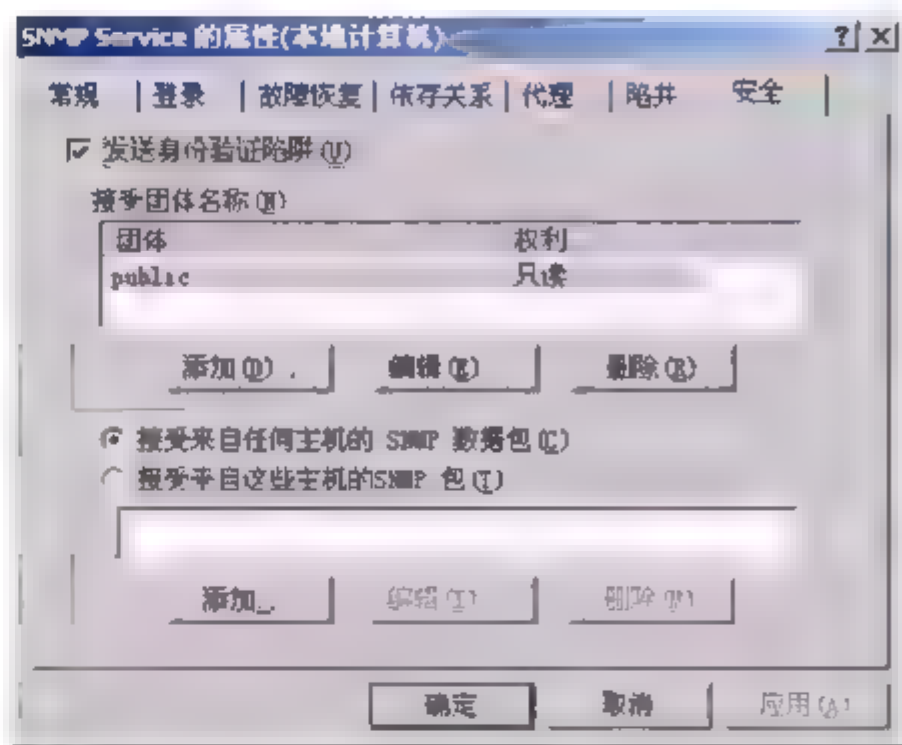 SNMP Service 的属性(本地计算机)
常规 登录 故障恢复 依存关系 代理 陷井 安全
发送身份验证陷阱(U)
接受团体名称(N)
团体 权利
public 只读
添加(D)... 编辑(E) 删除(R)
接受来自任何主机的 SNMP 数据包(C)
接受来自这些主机的SNMP 包(T)
添加... 编辑(I) 删除
确定 取消 应用(A)